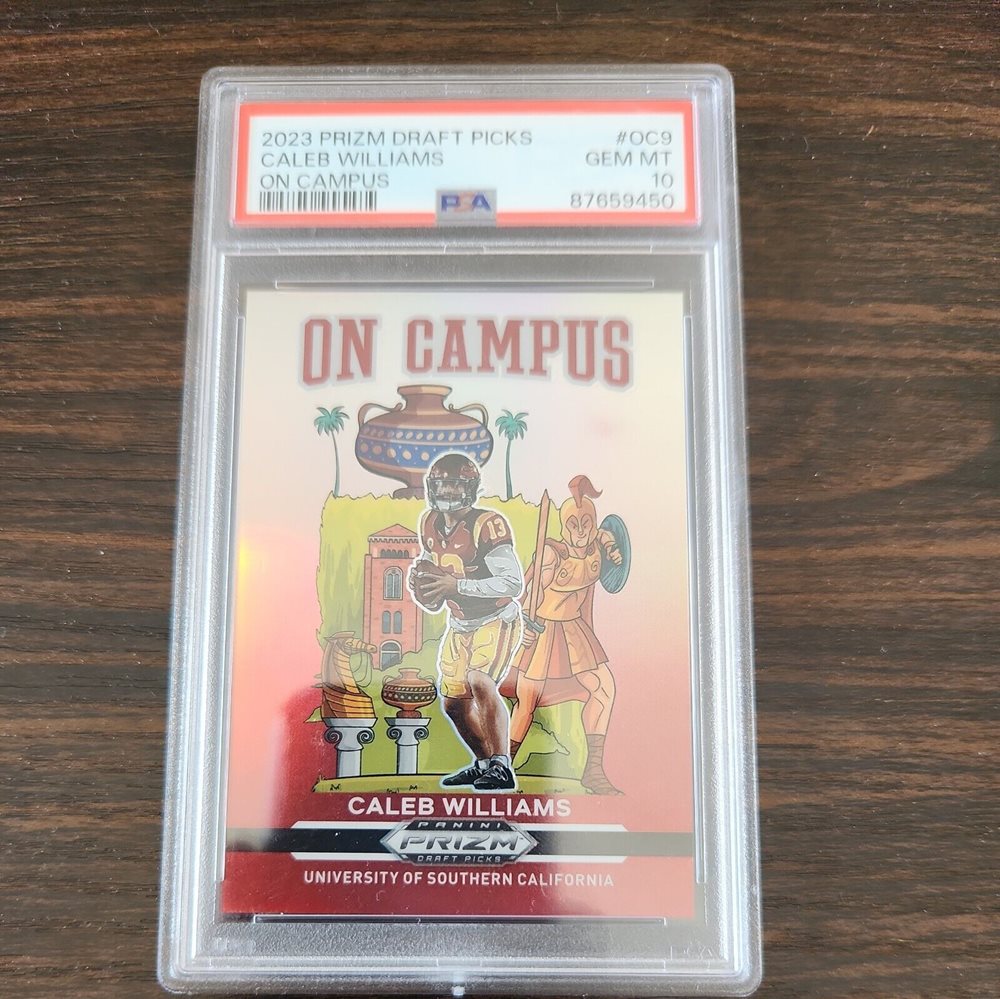 2023 PRIZM DRAFT PICKS #OC9
CALEB WILLIAMS GEM MT
ON CAMPUS 10
PSA 87659450
ON CAMPUS
13
13
CALEB WILLIAMS
PANINI
PRIZM
DRAFT PICKS
UNIVERSITY OF SOUTHERN CALIFORNIA